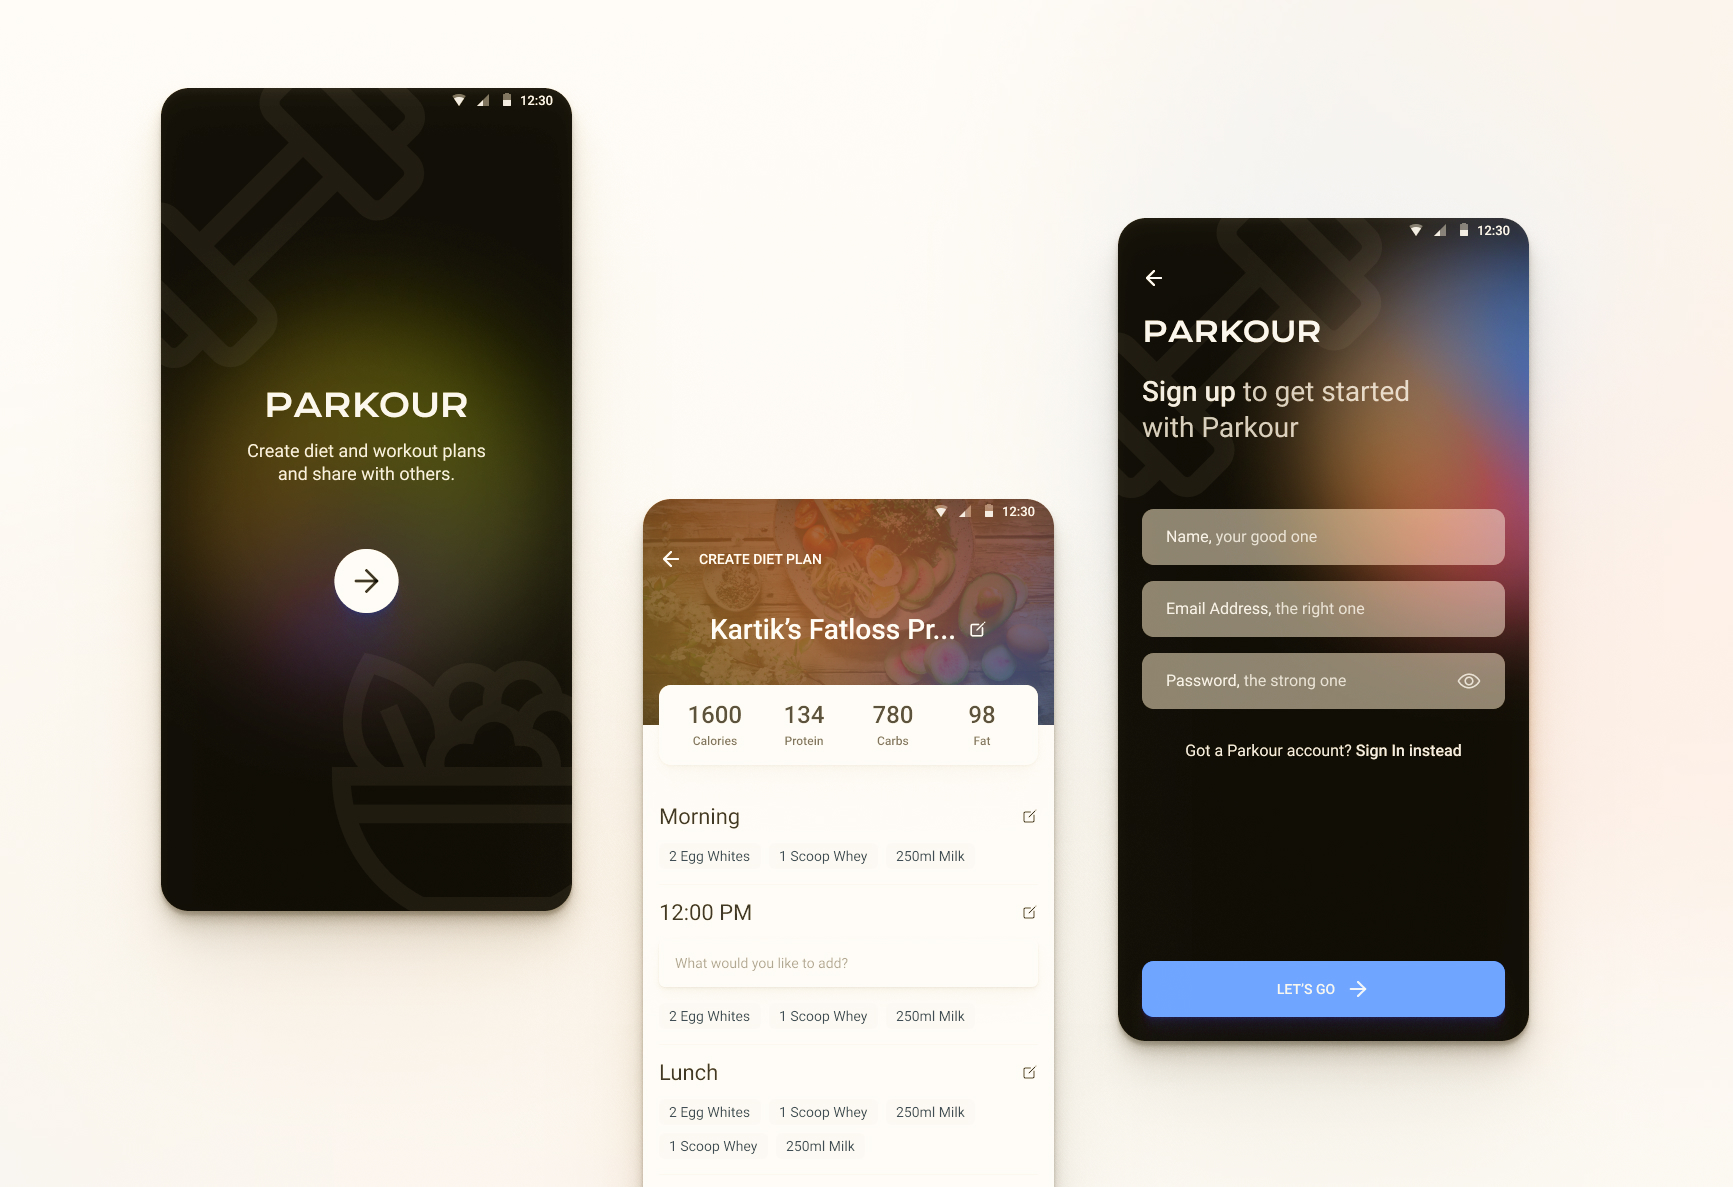 12:30
PARKOUR
Create diet and workout plans
and share with others.
12:30
CREATE DIET PLAN
Kartik’s Fatloss Pr...
1600 134 780 98
Calories Protein Carbs Fat
Morning
2 Egg Whites 1 Scoop Whey 250ml Milk
12:00 PM
What would you like to add?
2 Egg Whites 1 Scoop Whey 250ml Milk
Lunch
2 Egg Whites 1 Scoop Whey 250ml Milk
1 Scoop Whey 250ml Milk
12:30
PARKOUR
Sign up to get started
with Parkour
Name, your good one
Email Address, the right one
Password, the strong one
Got a Parkour account? Sign In instead
LET’S GO